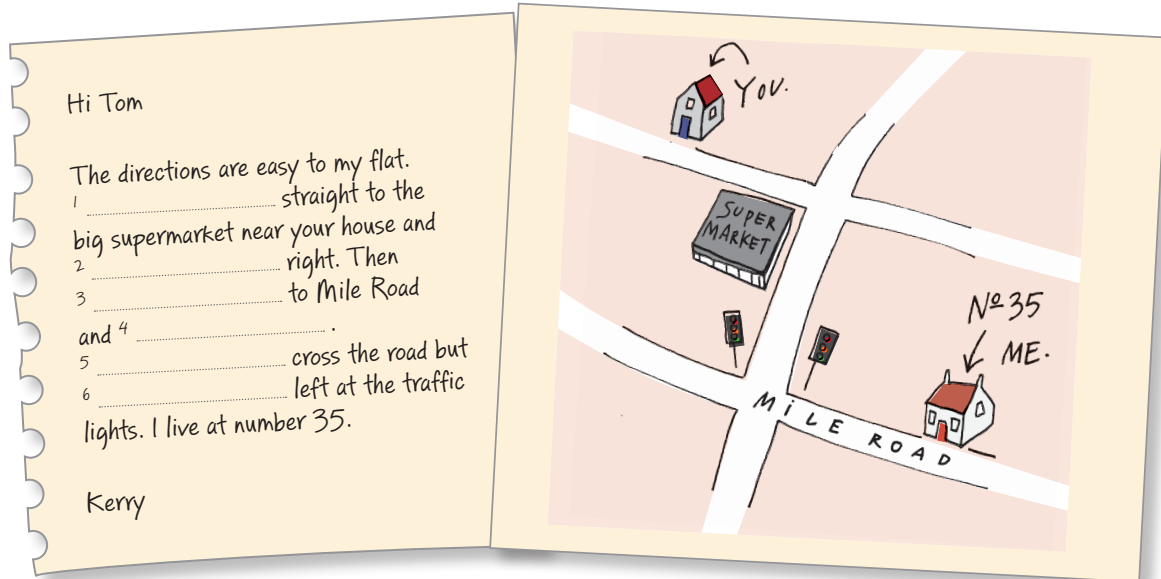 Hi Tom
The directions are easy to my flat.
1 .......................... straight to the
big supermarket near your house and
2 .......................... right. Then
3 .......................... to Mile Road
and 4 .......................... .
5 .......................... cross the road but
6 .......................... left at the traffic
lights. I live at number 35.
Kerry
You.
SUPER
MARKET
Nº 35
ME.
MiLE ROAD